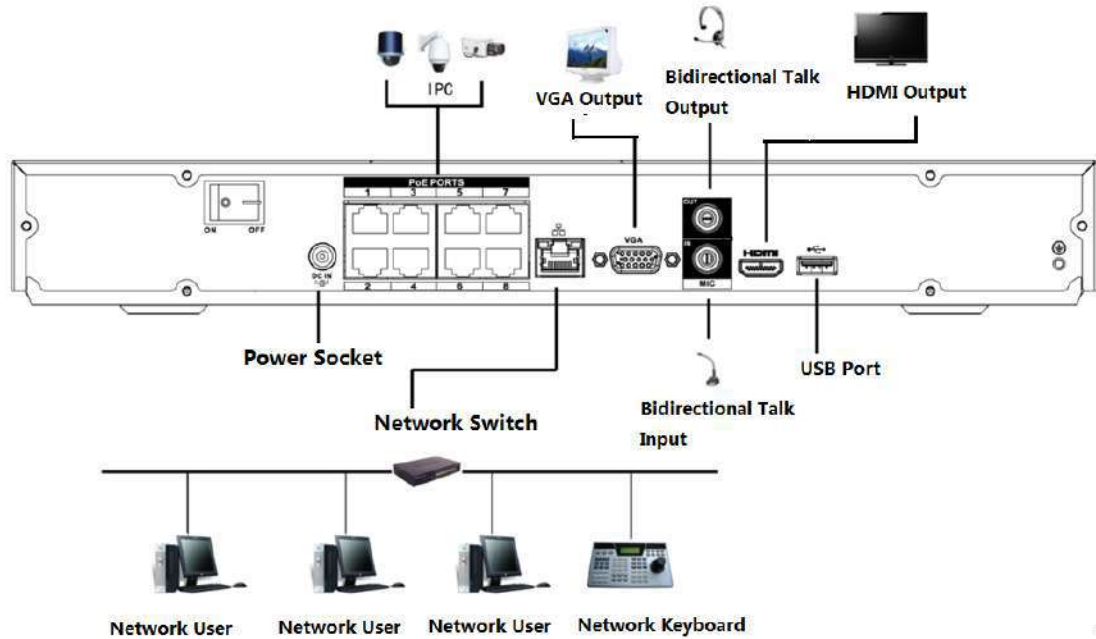 IPC
VGA Output
Bidirectional Talk
Output
HDMI Output
PoE PORTS
1 3 5 7
ON OFF
DC IN
2 4 6 8
VGA
OUT
IN
MIC
HDMI
Power Socket
Network Switch
Bidirectional Talk
Input
USB Port
Network User
Network User
Network User
Network Keyboard